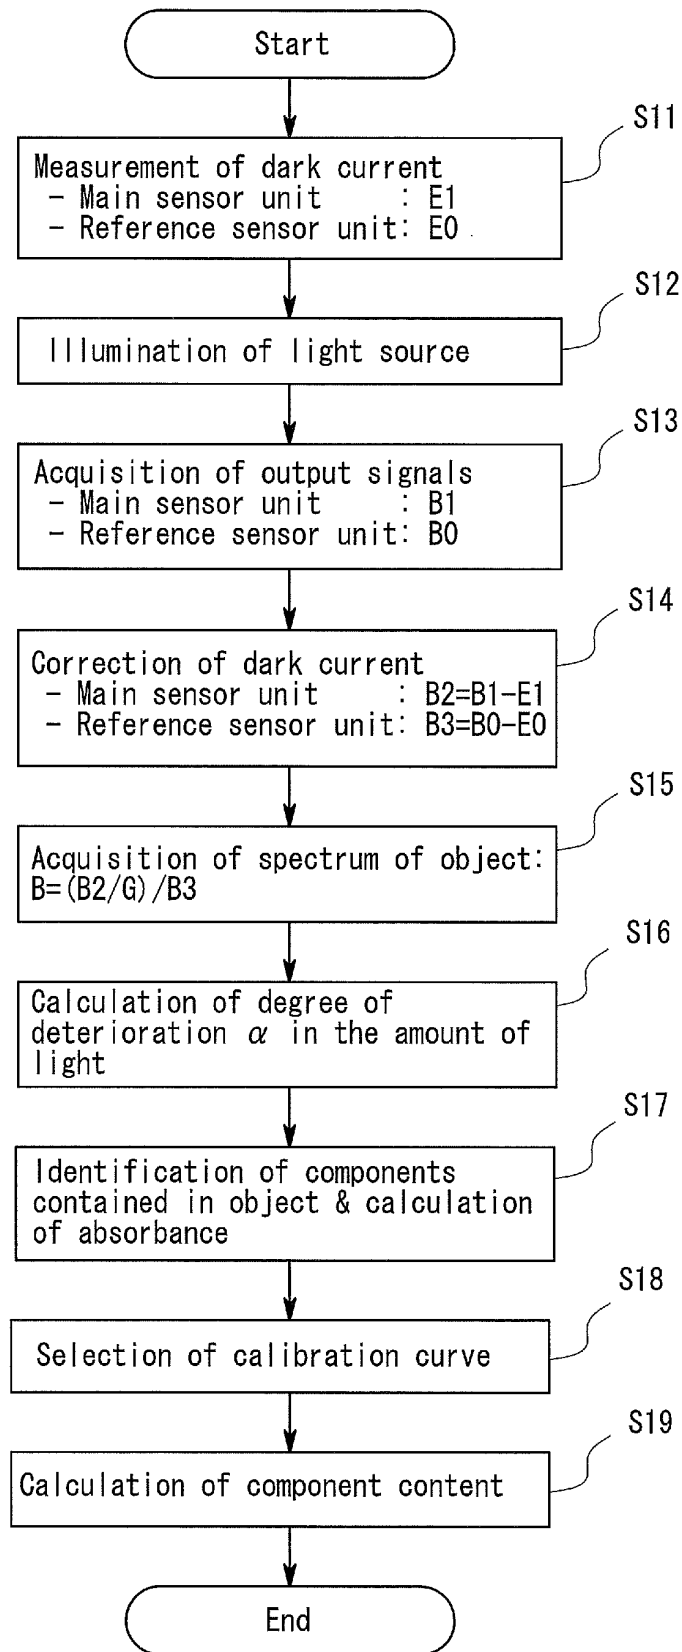 Start
S11
Measurement of dark current
- Main sensor unit : E1
- Reference sensor unit: E0
S12
Illumination of light source
S13
Acquisition of output signals
- Main sensor unit : B1
- Reference sensor unit: B0
S14
Correction of dark current
- Main sensor unit : B2=B1-E1
- Reference sensor unit: B3=B0-E0
S15
Acquisition of spectrum of object:
B=(B2/G)/B3
S16
Calculation of degree of
deterioration α in the amount of
light
S17
Identification of components
contained in object & calculation
of absorbance
S18
Selection of calibration curve
S19
Calculation of component content
End